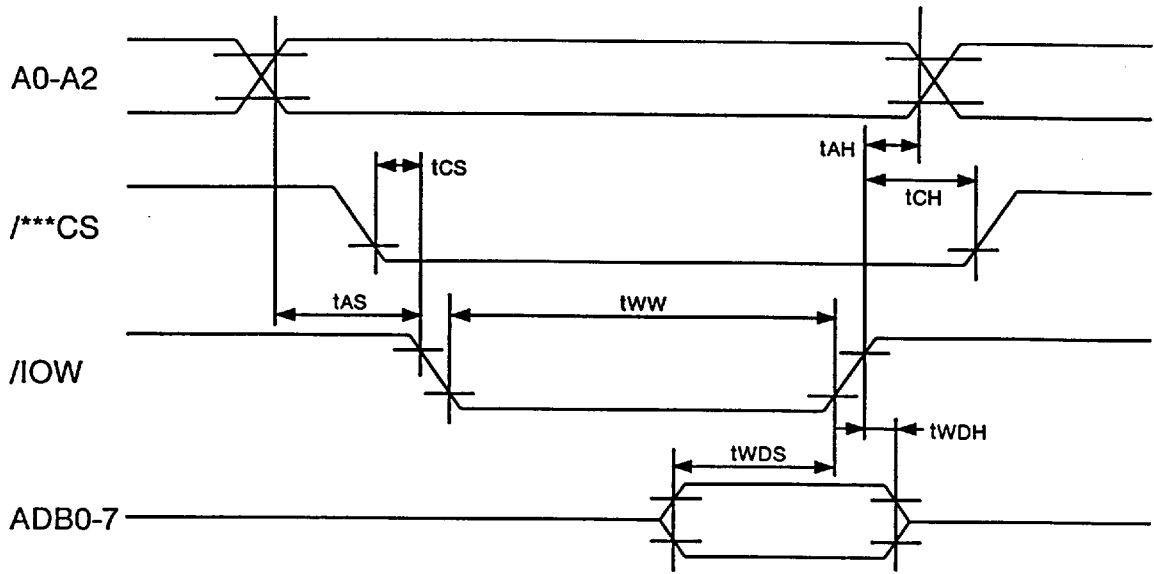 A0-A2
tAH
tCS
tCH
/***CS
tAS
tWW
/IOW
tWDH
tWDS
ADB0-7